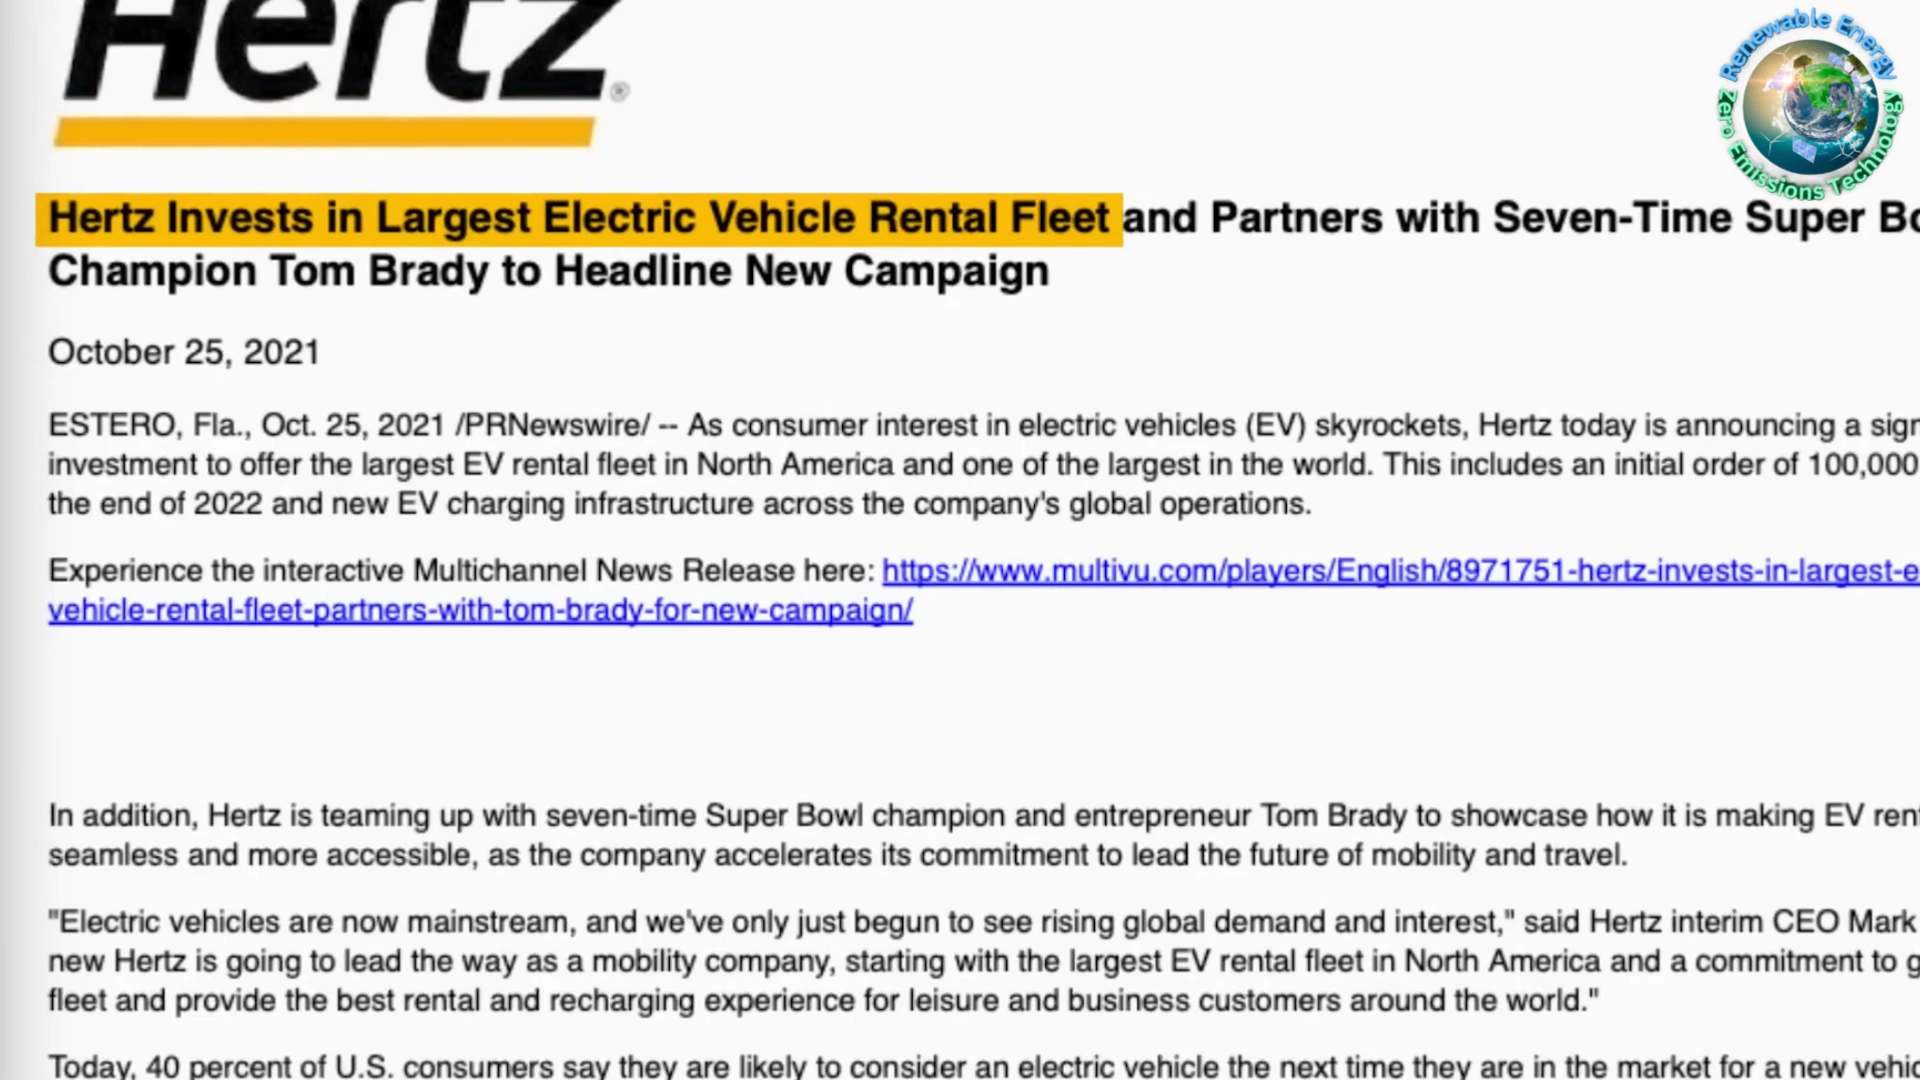 Hertz®
Renewable Energy
Zero Emissions Technology
Hertz Invests in Largest Electric Vehicle Rental Fleet and Partners with Seven-Time Super
Champion Tom Brady to Headline New Campaign
October 25, 2021
ESTERO, Fla., Oct. 25, 2021 /PRNewswire/ -- As consumer interest in electric vehicles (EV) skyrockets, Hertz today is announcing a
investment to offer the largest EV rental fleet in North America and one of the largest in the world. This includes an initial order of 100,000
the end of 2022 and new EV charging infrastructure across the company's global operations.
Experience the interactive Multichannel News Release here: https://www.multivu.com/players/English/8971751-hertz-invests-in-largest-e
vehicle-rental-fleet-partners-with-tom-brady-for-new-campaign/
In addition, Hertz is teaming up with seven-time Super Bowl champion and entrepreneur Tom Brady to showcase how it is making EV
seamless and more accessible, as the company accelerates its commitment to lead the future of mobility and travel.
"Electric vehicles are now mainstream, and we've only just begun to see rising global demand and interest," said Hertz interim CEO Mark
new Hertz is going to lead the way as a mobility company, starting with the largest EV rental fleet in North America and a commitment to
fleet and provide the best rental and recharging experience for leisure and business customers around the world."
Today, 40 percent of U.S. consumers say they are likely to consider an electric vehicle the next time they are in the market for a new